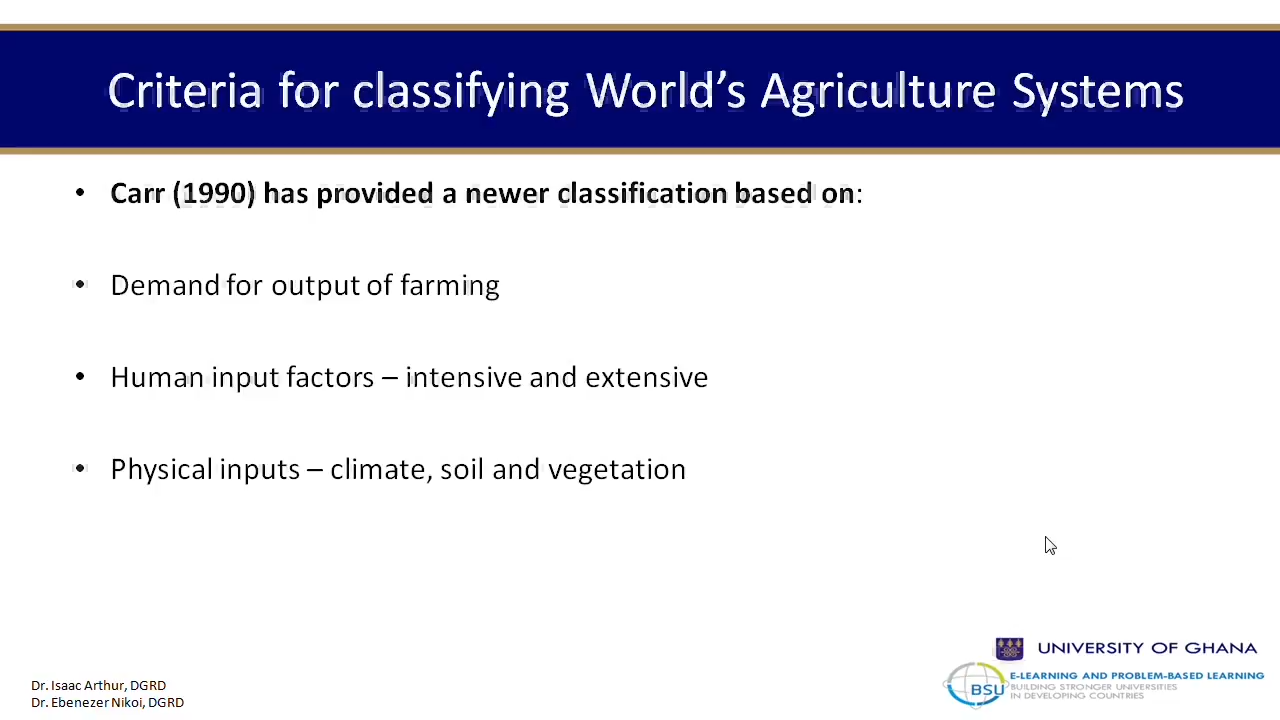 Criteria for classifying World’s Agriculture Systems
• Carr (1990) has provided a newer classification based on:
• Demand for output of farming
• Human input factors – intensive and extensive
• Physical inputs – climate, soil and vegetation
UNIVERSITY OF GHANA
BSU
E-LEARNING AND PROBLEM-BASED LEARNING
BUILDING STRONGER UNIVERSITIES
IN DEVELOPING COUNTRIES
Dr. Isaac Arthur, DGRD
Dr. Ebenezer Nikoi, DGRD